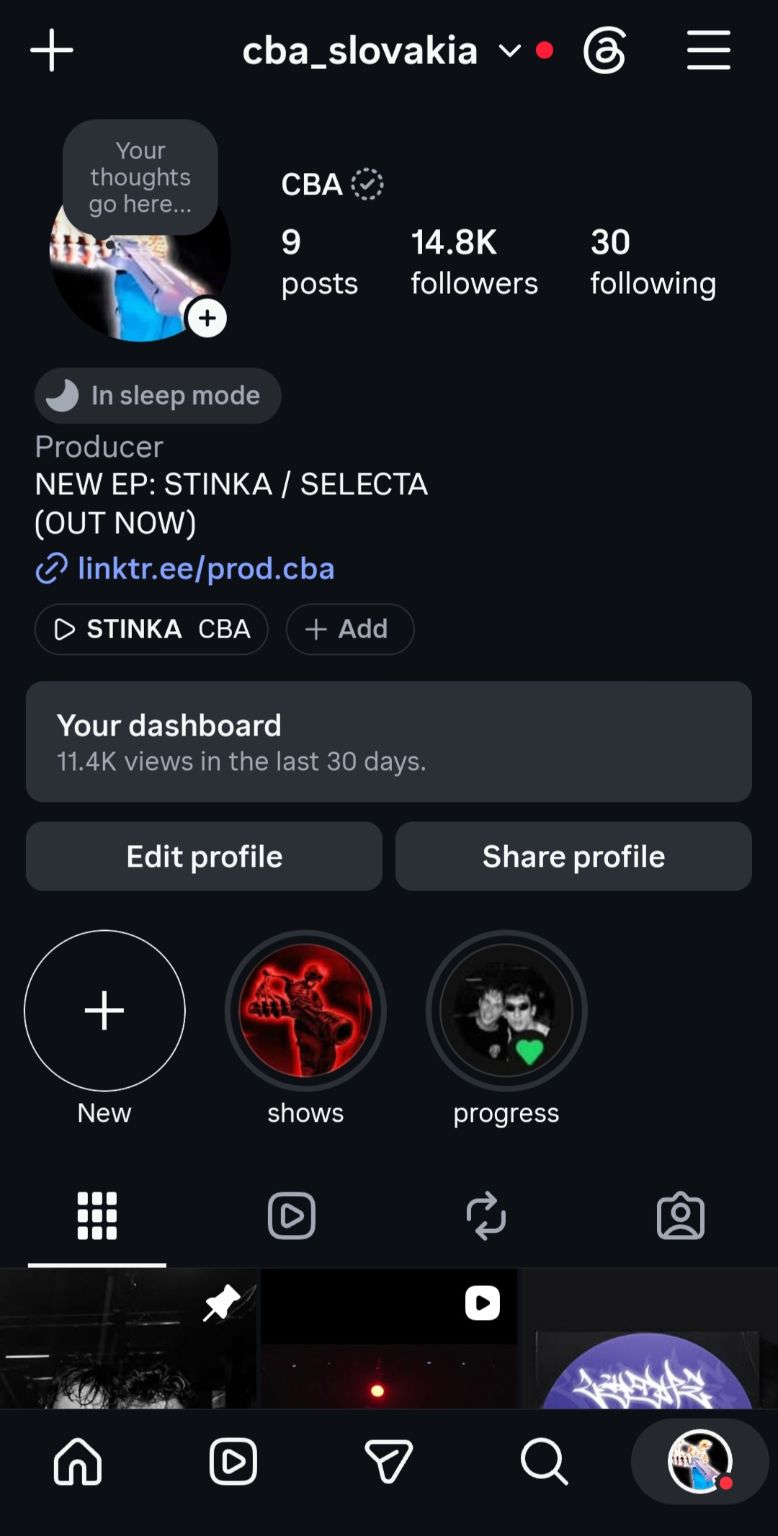 cba_slovakia
Your
thoughts
go here...
CBA
9 14.8K 30
posts followers following
In sleep mode
Producer
NEW EP: STINKA / SELECTA
(OUT NOW)
linktr.ee/prod.cba
STINKA CBA + Add
Your dashboard
11.4K views in the last 30 days.
Edit profile Share profile
New shows progress